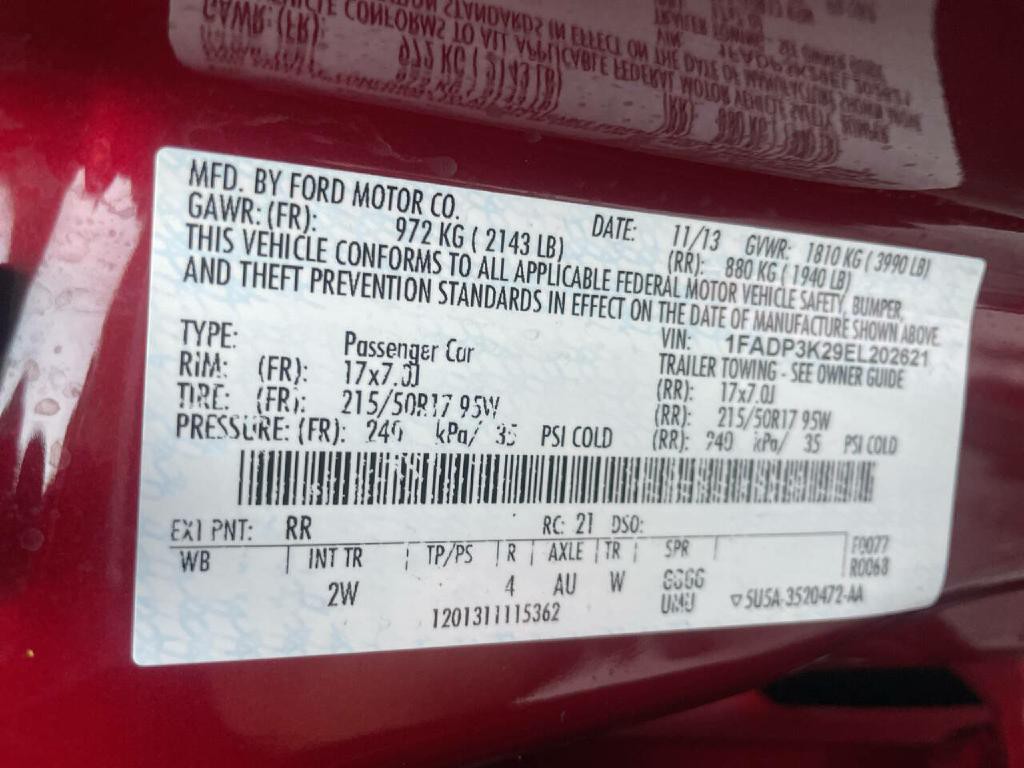 MFD. BY FORD MOTOR CO. DATE: 11/13 GVWR: 1810 KG ( 3990 LB)
GAWR: (FR): 972 KG ( 2143 LB) (RR): 880 KG ( 1940 LB)
THIS VEHICLE CONFORMS TO ALL APPLICABLE FEDERAL MOTOR VEHICLE SAFETY, BUMPER,
AND THEFT PREVENTION STANDARDS IN EFFECT ON THE DATE OF MANUFACTURE SHOWN ABOVE.
VIN: 1FADP3K29EL202621
TYPE: Passenger Car TRAILER TOWING - SEE OWNER GUIDE
RIM: (FR): 17x7.0J (RR): 17x7.0J
TIRE: (FR): 215/50R17 95W (RR): 215/50R17 95W
PRESSURE: (FR): 240 kPa/ 35 PSI COLD (RR): 240 kPa/ 35 PSI COLD
EXT PNT: RR RC: 21 DSO:
WB INT TR TP/PS R AXLE TR SPR F0077
R0068
2W 4 AU W GGGG
UMU ▽5U5A-3520472-AA
1201311115362